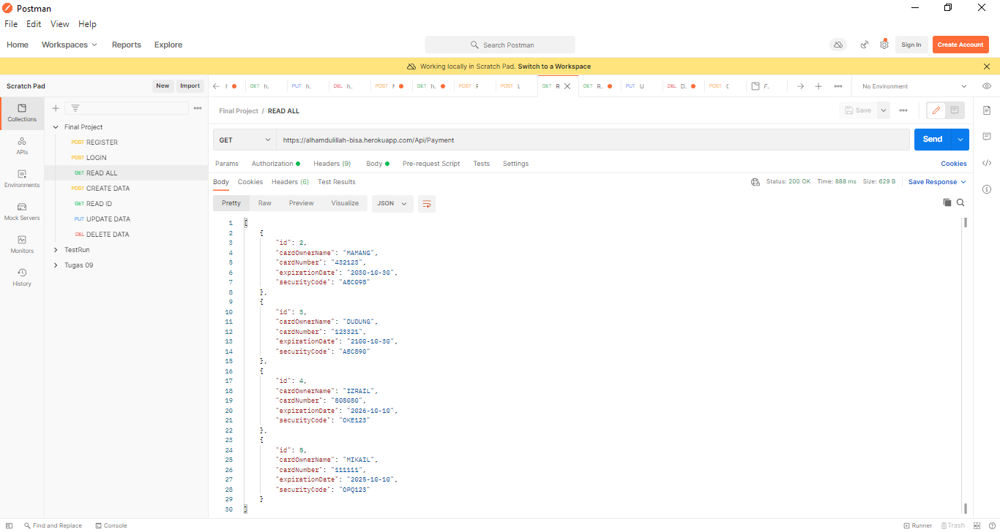 Postman
File Edit View Help
Home Workspaces Reports Explore Search Postman Sign In Create Account
Working locally in Scratch Pad. Switch to a Workspace
Scratch Pad New Import
GET h. PUT h. DEL h. POST GET h. POST F POST L GET R GET R. PUT U DEL D. POST F. No Environment
Collections
APIs
Environments
Mock Servers
Monitors
History
Final Project
POST REGISTER
POST LOGIN
GET READ ALL
POST CREATE DATA
GET READ ID
PUT UPDATE DATA
DEL DELETE DATA
TestRun
Tugas 09
Final Project / READ ALL Save
GET https://alhamdulillah-bisa.herokuapp.com/Api/Payment Send
Params Authorization Headers (9) Body Pre-request Script Tests Settings Cookies
Body Cookies Headers (6) Test Results Status: 200 OK Time: 888 ms Size: 629 B Save Response
Pretty Raw Preview Visualize JSON
1 [
2 {
3 "id": 2,
4 "cardOwnerName": "MAMANG",
5 "cardNumber": "432123",
6 "expirationDate": "2030-10-30",
7 "securityCode": "ABC098"
8 },
9 {
10 "id": 3,
11 "cardOwnerName": "DUDUNG",
12 "cardNumber": "123321",
13 "expirationDate": "2100-10-30",
14 "securityCode": "ABC890"
15 },
16 {
17 "id": 4,
18 "cardOwnerName": "IZRAIL",
19 "cardNumber": "808080",
20 "expirationDate": "2026-10-10",
21 "securityCode": "OKE123"
22 },
23 {
24 "id": 5,
25 "cardOwnerName": "MIKAIL",
26 "cardNumber": "111111",
27 "expirationDate": "2025-10-10",
28 "securityCode": "OPQ123"
29 }
30 ]
Find and Replace Console Runner Trash